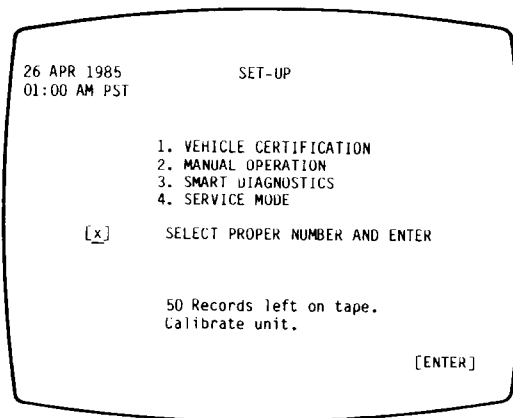 26 APR 1985 SET-UP
01:00 AM PST
1. VEHICLE CERTIFICATION
2. MANUAL OPERATION
3. SMART DIAGNOSTICS
4. SERVICE MODE
[x] SELECT PROPER NUMBER AND ENTER
50 Records left on tape.
Calibrate unit.
[ENTER]